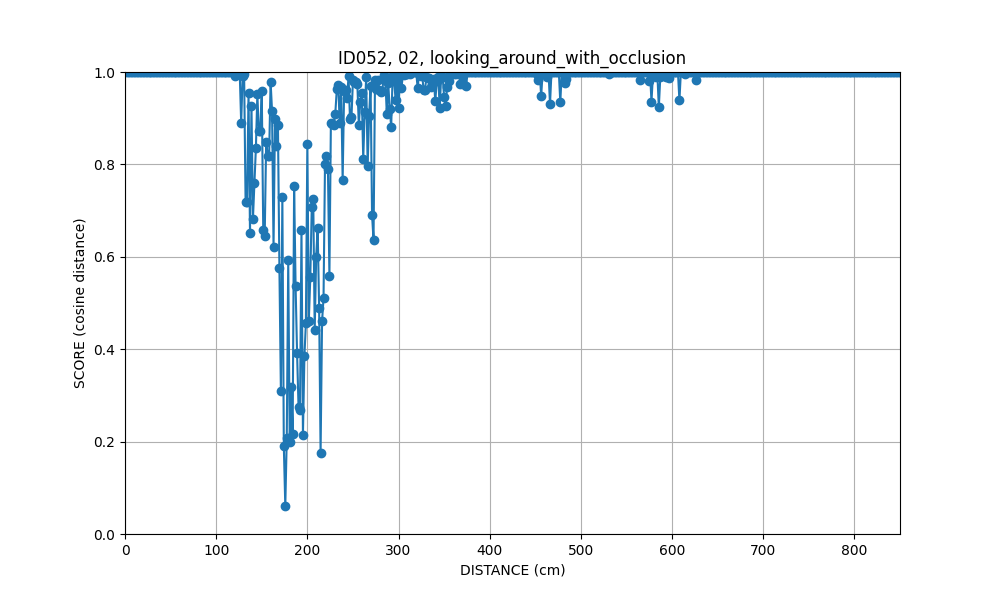 ID052, 02, looking_around_with_occlusion
SCORE (cosine distance)
1.0
0.8
0.6
0.4
0.2
0.0
0 100 200 300 400 500 600 700 800
DISTANCE (cm)